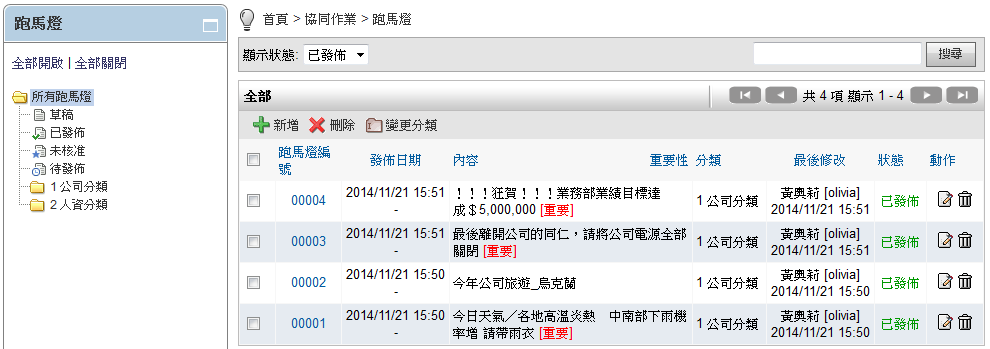 跑馬燈
全部開啟 | 全部關閉
所有跑馬燈
草稿
已發佈
未核准
待發佈
1 公司分類
2 人資分類
首頁 > 協同作業 > 跑馬燈
顯示狀態: 已發佈 搜尋
全部 共 4 項 顯示 1 - 4
新增 刪除 變更分類
跑馬燈編號 發佈日期 內容 重要性 分類 最後修改 狀態 動作
00004 2014/11/21 15:51 - ！！！狂賀！！！業務部業績目標達成＄5,000,000 [重要] 1 公司分類 黃奧莉 [olivia] 2014/11/21 15:51 已發佈
00003 2014/11/21 15:51 - 最後離開公司的同仁，請將公司電源全部關閉 [重要] 1 公司分類 黃奧莉 [olivia] 2014/11/21 15:51 已發佈
00002 2014/11/21 15:50 - 今年公司旅遊_烏克蘭 1 公司分類 黃奧莉 [olivia] 2014/11/21 15:50 已發佈
00001 2014/11/21 15:50 - 今日天氣／各地高溫炎熱　中南部下雨機率增 請帶雨衣 [重要] 1 公司分類 黃奧莉 [olivia] 2014/11/21 15:50 已發佈